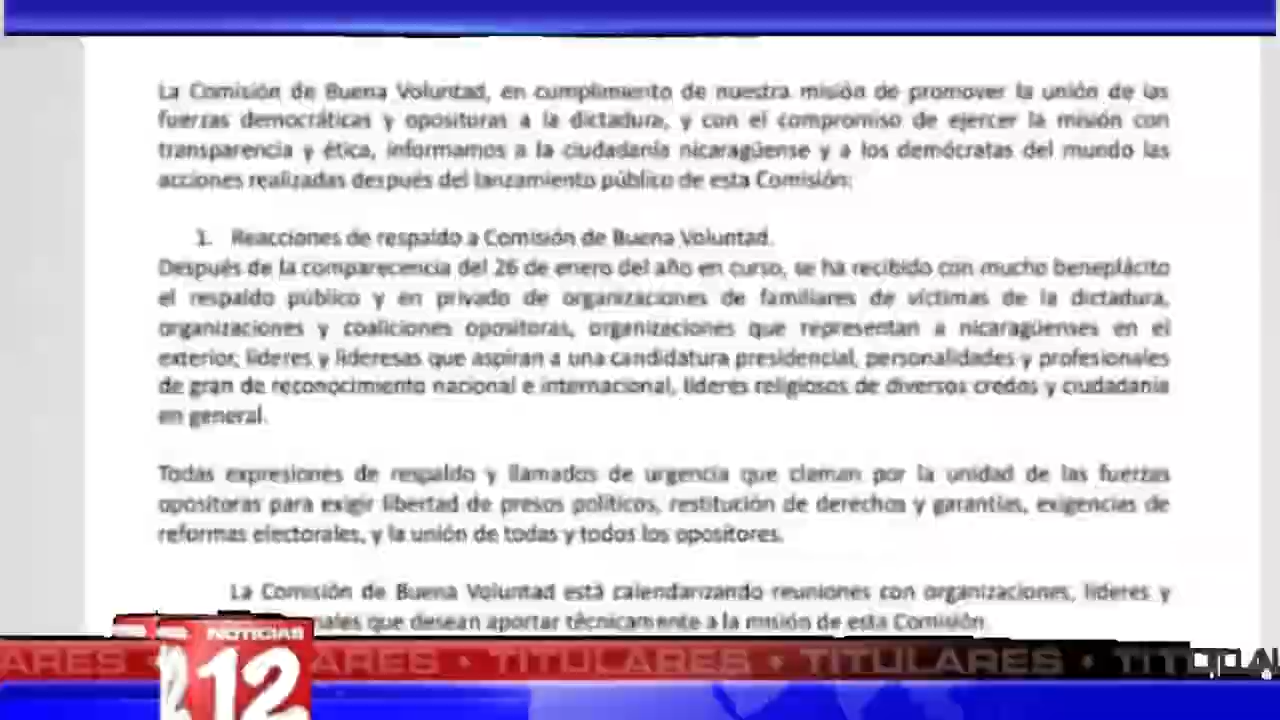 La Comisión de Buena Voluntad, en cumplimiento de nuestra misión de promover la unión de las
fuerzas democráticas y opositoras a la dictadura, y con el compromiso de ejercer la misión con
transparencia y ética, informamos a la ciudadanía nicaragüense y a los demócratas del mundo las
acciones realizadas después del lanzamiento público de esta Comisión:
1. Reacciones de respaldo a Comisión de Buena Voluntad.
Después de la comparecencia del 26 de enero del año en curso, se ha recibido con mucho beneplácito
el respaldo público y en privado de organizaciones de familiares de víctimas de la dictadura,
organizaciones y coaliciones opositoras, organizaciones que representan a nicaragüenses en el
exterior, líderes y lideresas que aspiran a una candidatura presidencial, personalidades y profesionales
de gran de reconocimiento nacional e internacional, líderes religiosos de diversos credos y ciudadanía
en general.
Todas expresiones de respaldo y llamados de urgencia que claman por la unidad de las fuerzas
opositoras para exigir libertad de presos políticos, restitución de derechos y garantías, exigencias de
reformas electorales, y la unión de todas y todos los opositores.
La Comisión de Buena Voluntad está calendarizando reuniones con organizaciones, líderes y
uales que desean aportar técnicamente a la misión de esta Comisión.
NOTICIAS
12
ARES • ARES • TITULARES • TITULARES • TITULA